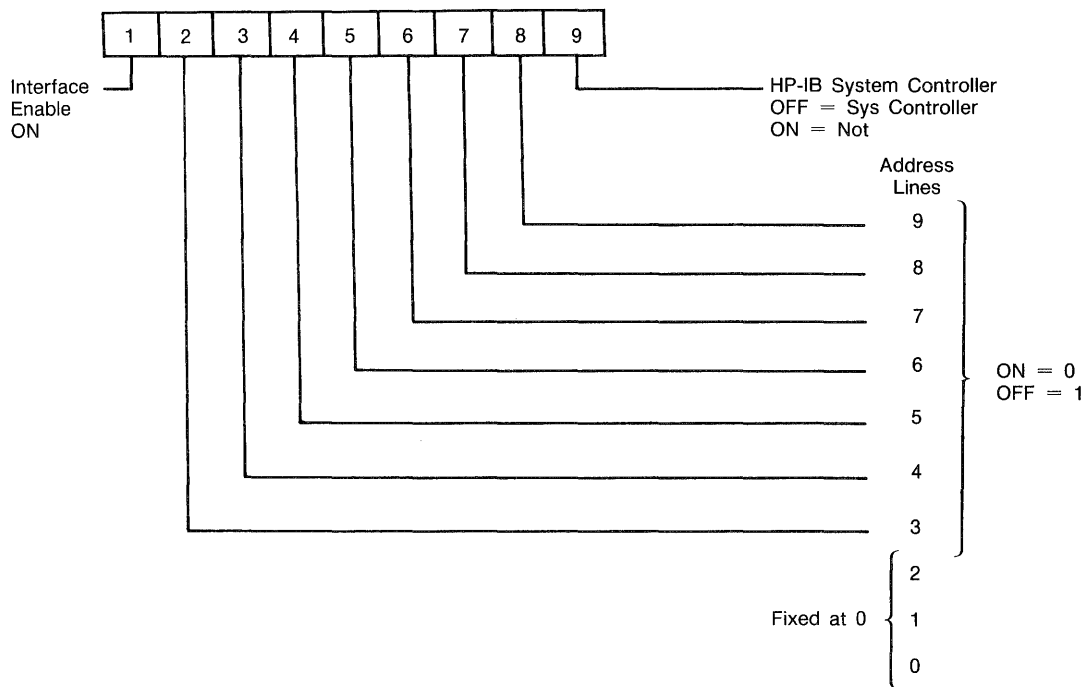 1 2 3 4 5 6 7 8 9
Interface
Enable
ON
HP-IB System Controller
OFF = Sys Controller
ON = Not
Address
Lines
9
8
7
6
5
4
3
ON = 0
OFF = 1
2
1
0
Fixed at 0